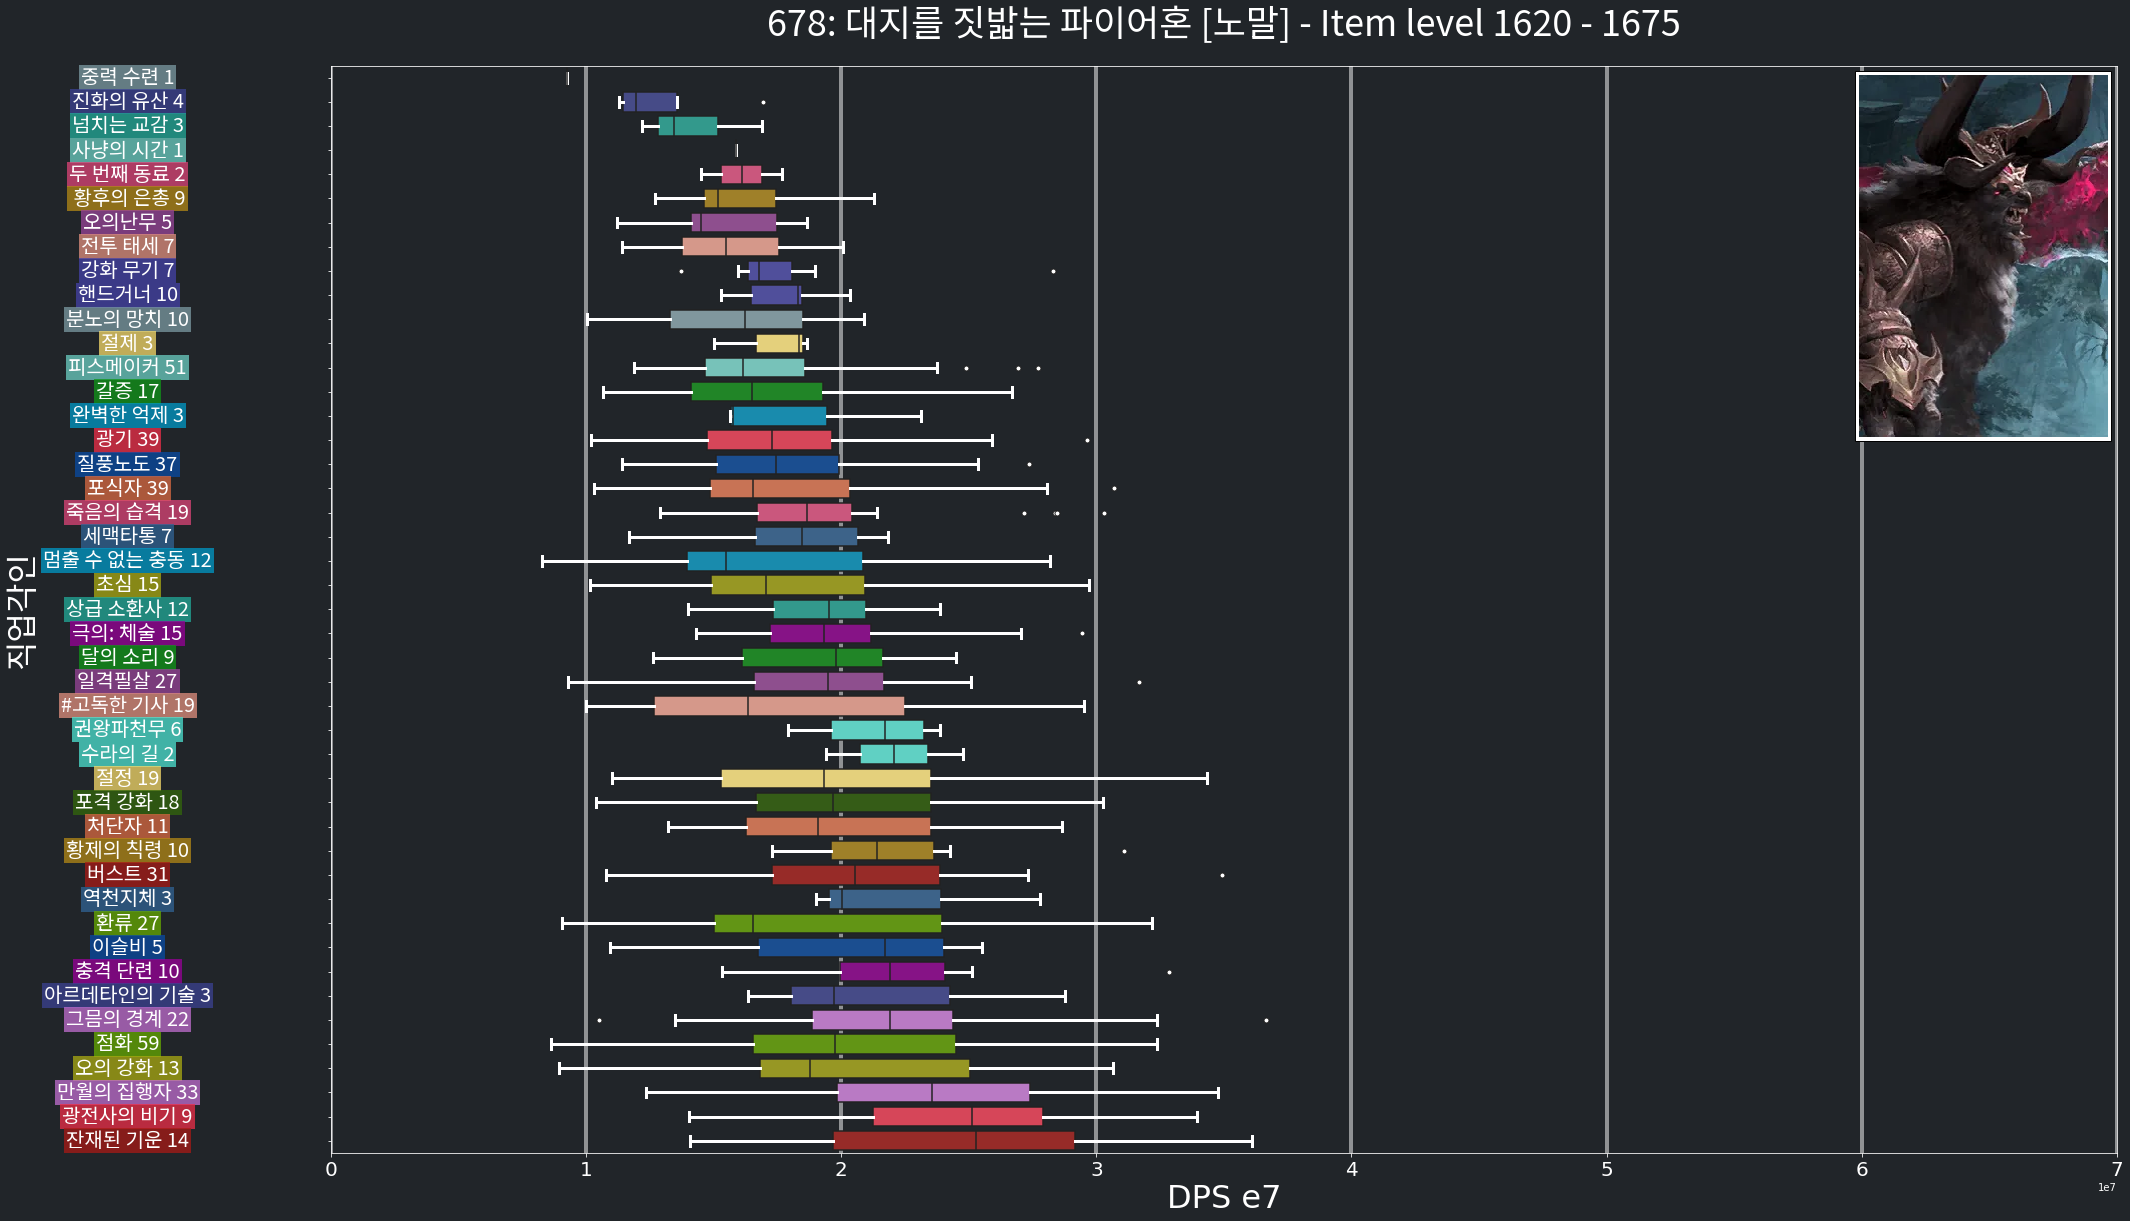 678: 대지를 짓밟는 파이어혼 [노말] - Item level 1620 - 1675
직업각인
중력 수련 1
진화의 유산 4
넘치는 교감 3
사냥의 시간 1
두 번째 동료 2
황후의 은총 9
오의난무 5
전투 태세 7
강화 무기 7
핸드거너 10
분노의 망치 10
절제 3
피스메이커 51
갈증 17
완벽한 억제 3
광기 39
질풍노도 37
포식자 39
죽음의 습격 19
세맥타통 7
멈출 수 없는 충동 12
초심 15
상급 소환사 12
극의: 체술 15
달의 소리 9
일격필살 27
#고독한 기사 19
권왕파천무 6
수라의 길 2
절정 19
포격 강화 18
처단자 11
황제의 칙령 10
버스트 31
역천지체 3
환류 27
이슬비 5
충격 단련 10
아르데타인의 기술 3
그믐의 경계 22
점화 59
오의 강화 13
만월의 집행자 33
광전사의 비기 9
잔재된 기운 14
0 1 2 3 4 5 6 7
1e7
DPS e7